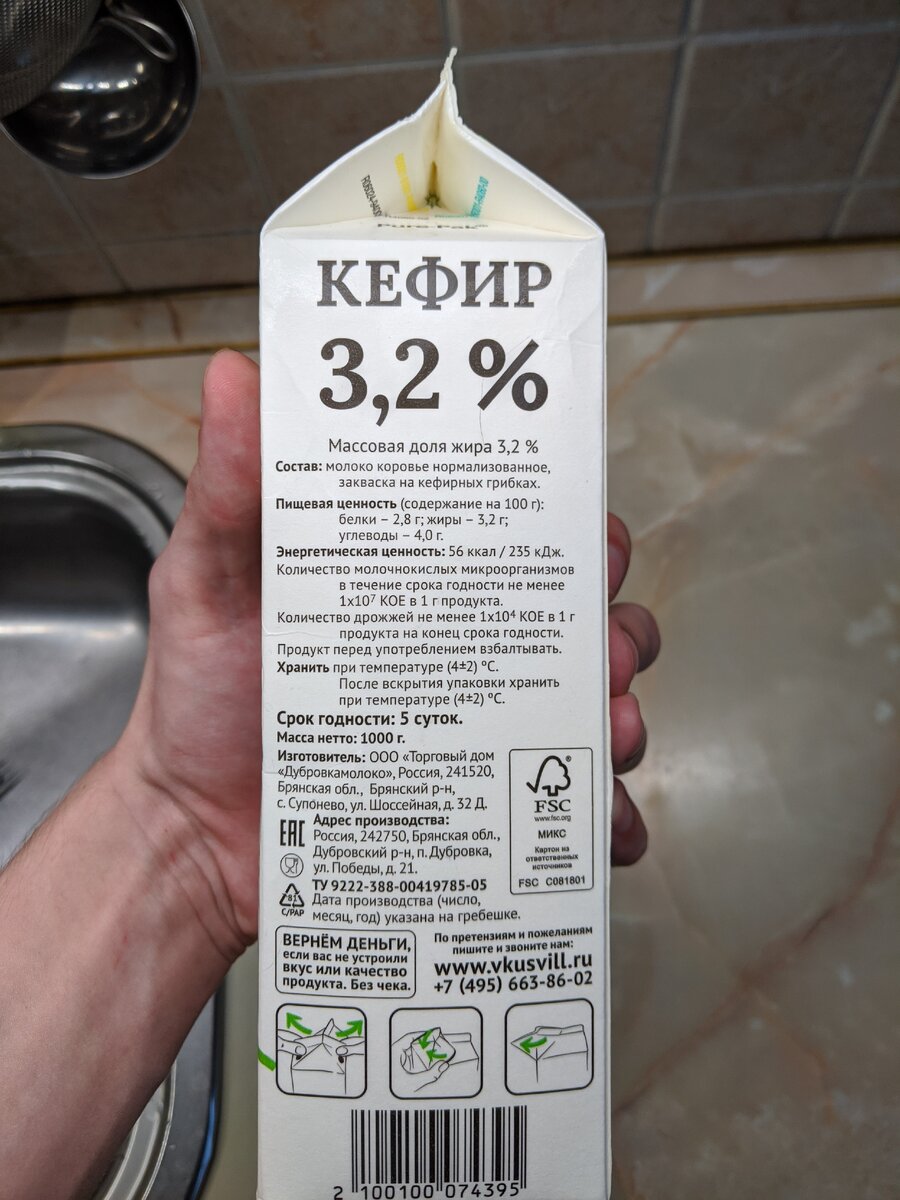 Pure-Pak®
КЕФИР
3,2 %
Массовая доля жира 3,2 %
Состав: молоко коровье нормализованное,
закваска на кефирных грибках.
Пищевая ценность (содержание на 100 г):
белки – 2,8 г; жиры – 3,2 г;
углеводы – 4,0 г.
Энергетическая ценность: 56 ккал / 235 кДж.
Количество молочнокислых микроорганизмов
в течение срока годности не менее
1х10⁷ КОЕ в 1 г продукта.
Количество дрожжей не менее 1х10⁴ КОЕ в 1 г
продукта на конец срока годности.
Продукт перед употреблением взбалтывать.
Хранить при температуре (4±2) ºС.
После вскрытия упаковки хранить
при температуре (4±2) ºС.
Срок годности: 5 суток.
Масса нетто: 1000 г.
Изготовитель: ООО «Торговый дом
«Дубровкамолоко», Россия, 241520,
Брянская обл., Брянский р-н,
с. Супонево, ул. Шоссейная, д. 32 Д.
Адрес производства:
Россия, 242750, Брянская обл.,
Дубровский р-н, п. Дубровка,
ул. Победы, д. 21.
ТУ 9222-388-00419785-05
Дата производства (число,
месяц, год) указана на гребешке.
EAC
81
C/PAP
®
FSC
www.fsc.org
МИКС
Картон из
ответственных
источников
FSC C081801
ВЕРНЁМ ДЕНЬГИ,
если вас не устроили
вкус или качество
продукта. Без чека.
По претензиям и пожеланиям
пишите и звоните нам:
www.vkusvill.ru
+7 (495) 663-86-02
2 100100 074395